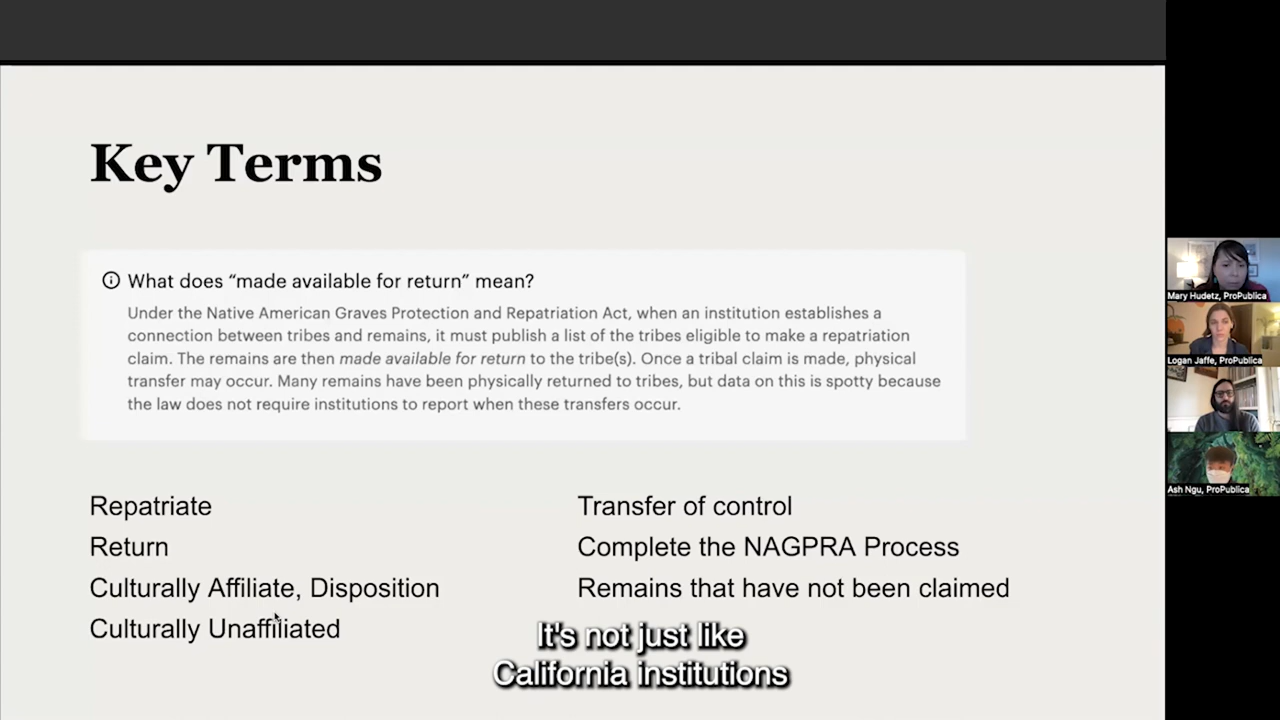 Key Terms
What does “made available for return” mean?
Under the Native American Graves Protection and Repatriation Act, when an institution establishes a
connection between tribes and remains, it must publish a list of the tribes eligible to make a repatriation
claim. The remains are then made available for return to the tribe(s). Once a tribal claim is made, physical
transfer may occur. Many remains have been physically returned to tribes, but data on this is spotty because
the law does not require institutions to report when these transfers occur.
Repatriate
Return
Culturally Affiliate, Disposition
Culturally Unaffiliated
Transfer of control
Complete the NAGPRA Process
Remains that have not been claimed
It's not just like
California institutions
Mary Hudetz, ProPublica
Logan Jaffe, ProPublica
Ash Ngu, ProPublica